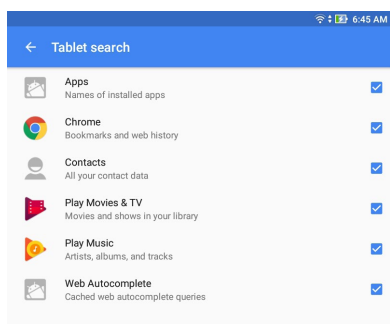 6:45 AM
Tablet search
Apps
Names of installed apps
Chrome
Bookmarks and web history
Contacts
All your contact data
Play Movies & TV
Movies and shows in your library
Play Music
Artists, albums, and tracks
Web Autocomplete
Cached web autocomplete queries